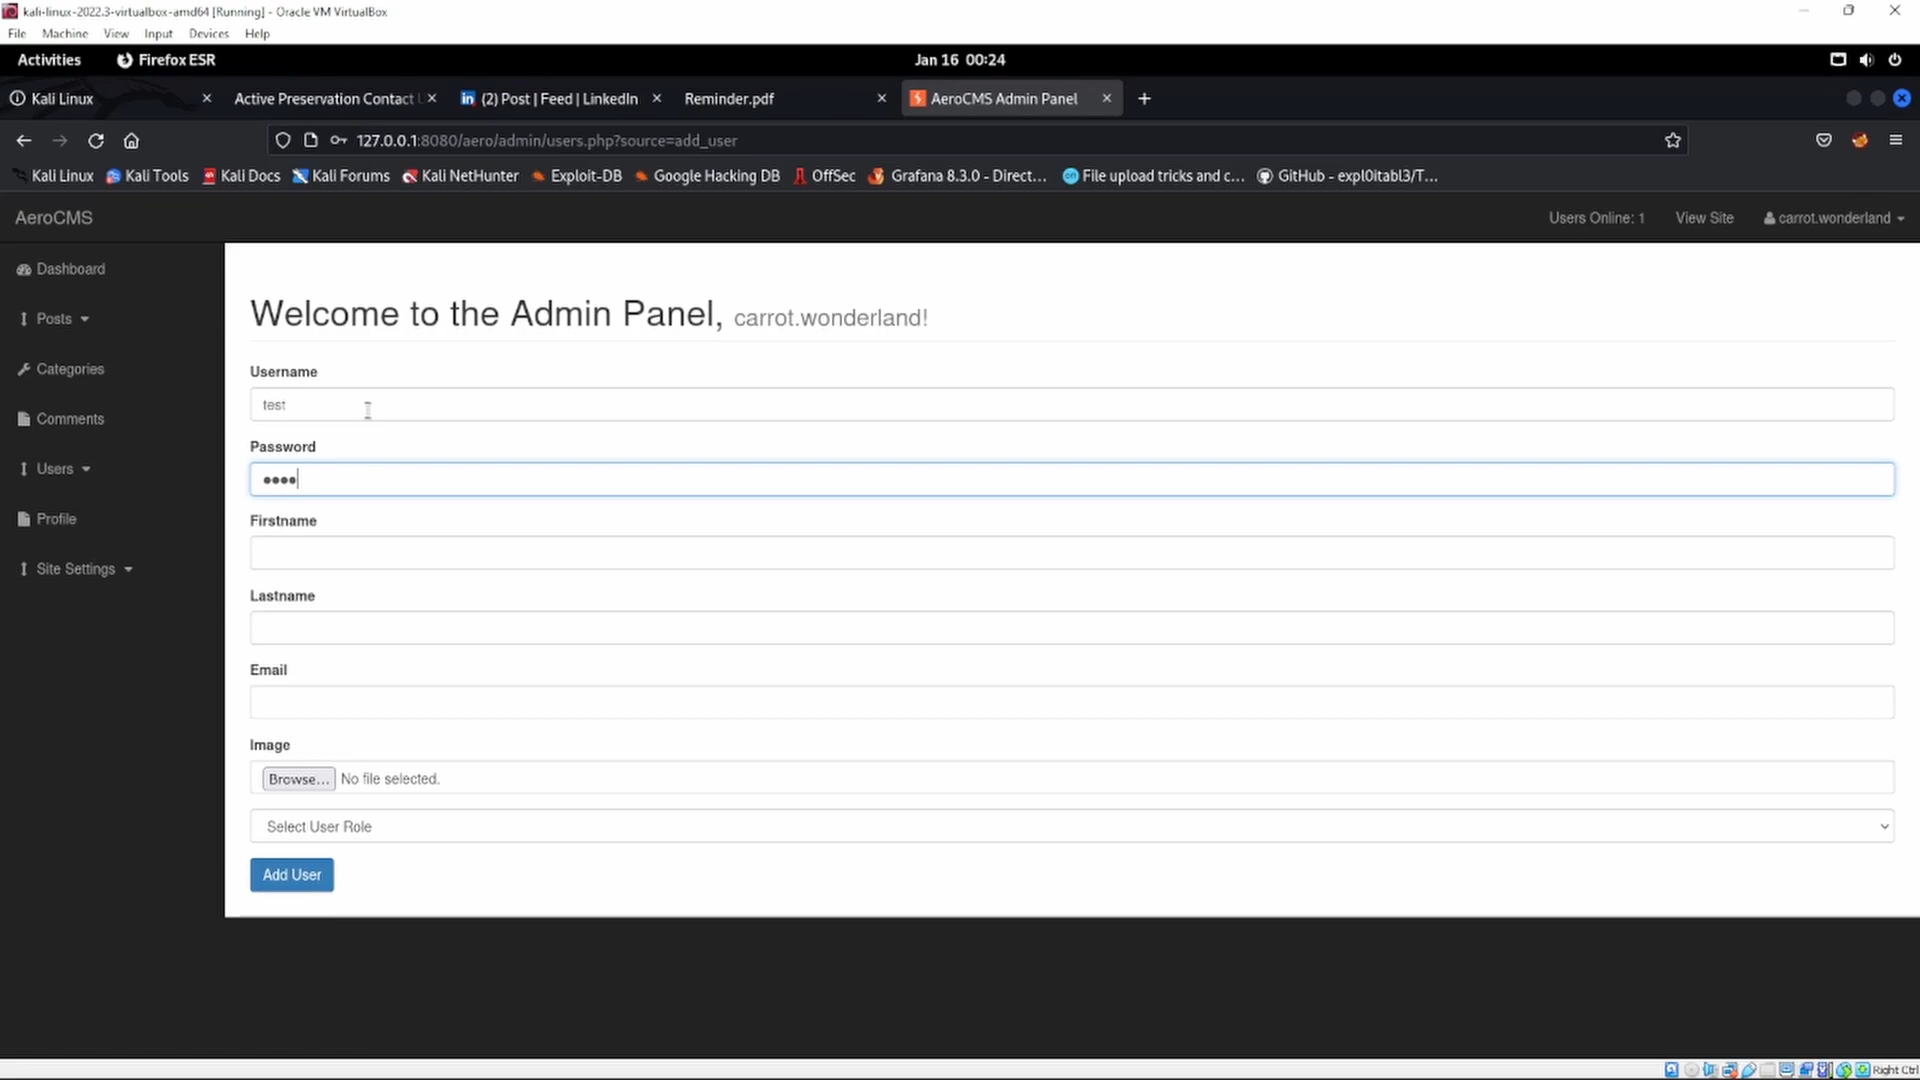 kali-linux-2022.3-virtualbox-amd64 [Running] - Oracle VM VirtualBox
File Machine View Input Devices Help
Activities Firefox ESR Jan 16 00:24
Kali Linux Active Preservation Contact (2) Post | Feed | LinkedIn Reminder.pdf AeroCMS Admin Panel
127.0.0.1:8080/aero/admin/users.php?source=add_user
Kali Linux Kali Tools Kali Docs Kali Forums Kali NetHunter Exploit-DB Google Hacking DB OffSec Grafana 8.3.0 - Direct... File upload tricks and c... GitHub - expl0itabl3/T...
AeroCMS Users Online: 1 View Site carrot.wonderland
Dashboard
Posts
Categories
Comments
Users
Profile
Site Settings
Welcome to the Admin Panel, carrot.wonderland!
Username
test
Password
••••
Firstname
Lastname
Email
Image
Browse... No file selected.
Select User Role
Add User
Right Ctrl